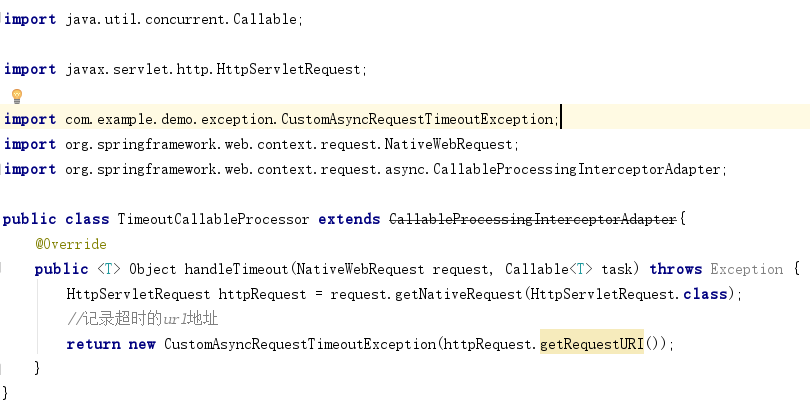 import java.util.concurrent.Callable;
import javax.servlet.http.HttpServletRequest;
import com.example.demo.exception.CustomAsyncRequestTimeoutException;
import org.springframework.web.context.request.NativeWebRequest;
import org.springframework.web.context.request.async.CallableProcessingInterceptorAdapter;
public class TimeoutCallableProcessor extends CallableProcessingInterceptorAdapter{
@Override
public <T> Object handleTimeout(NativeWebRequest request, Callable<T> task) throws Exception {
HttpServletRequest httpRequest = request.getNativeRequest(HttpServletRequest.class);
//记录超时的url地址
return new CustomAsyncRequestTimeoutException(httpRequest.getRequestURI());
}
}